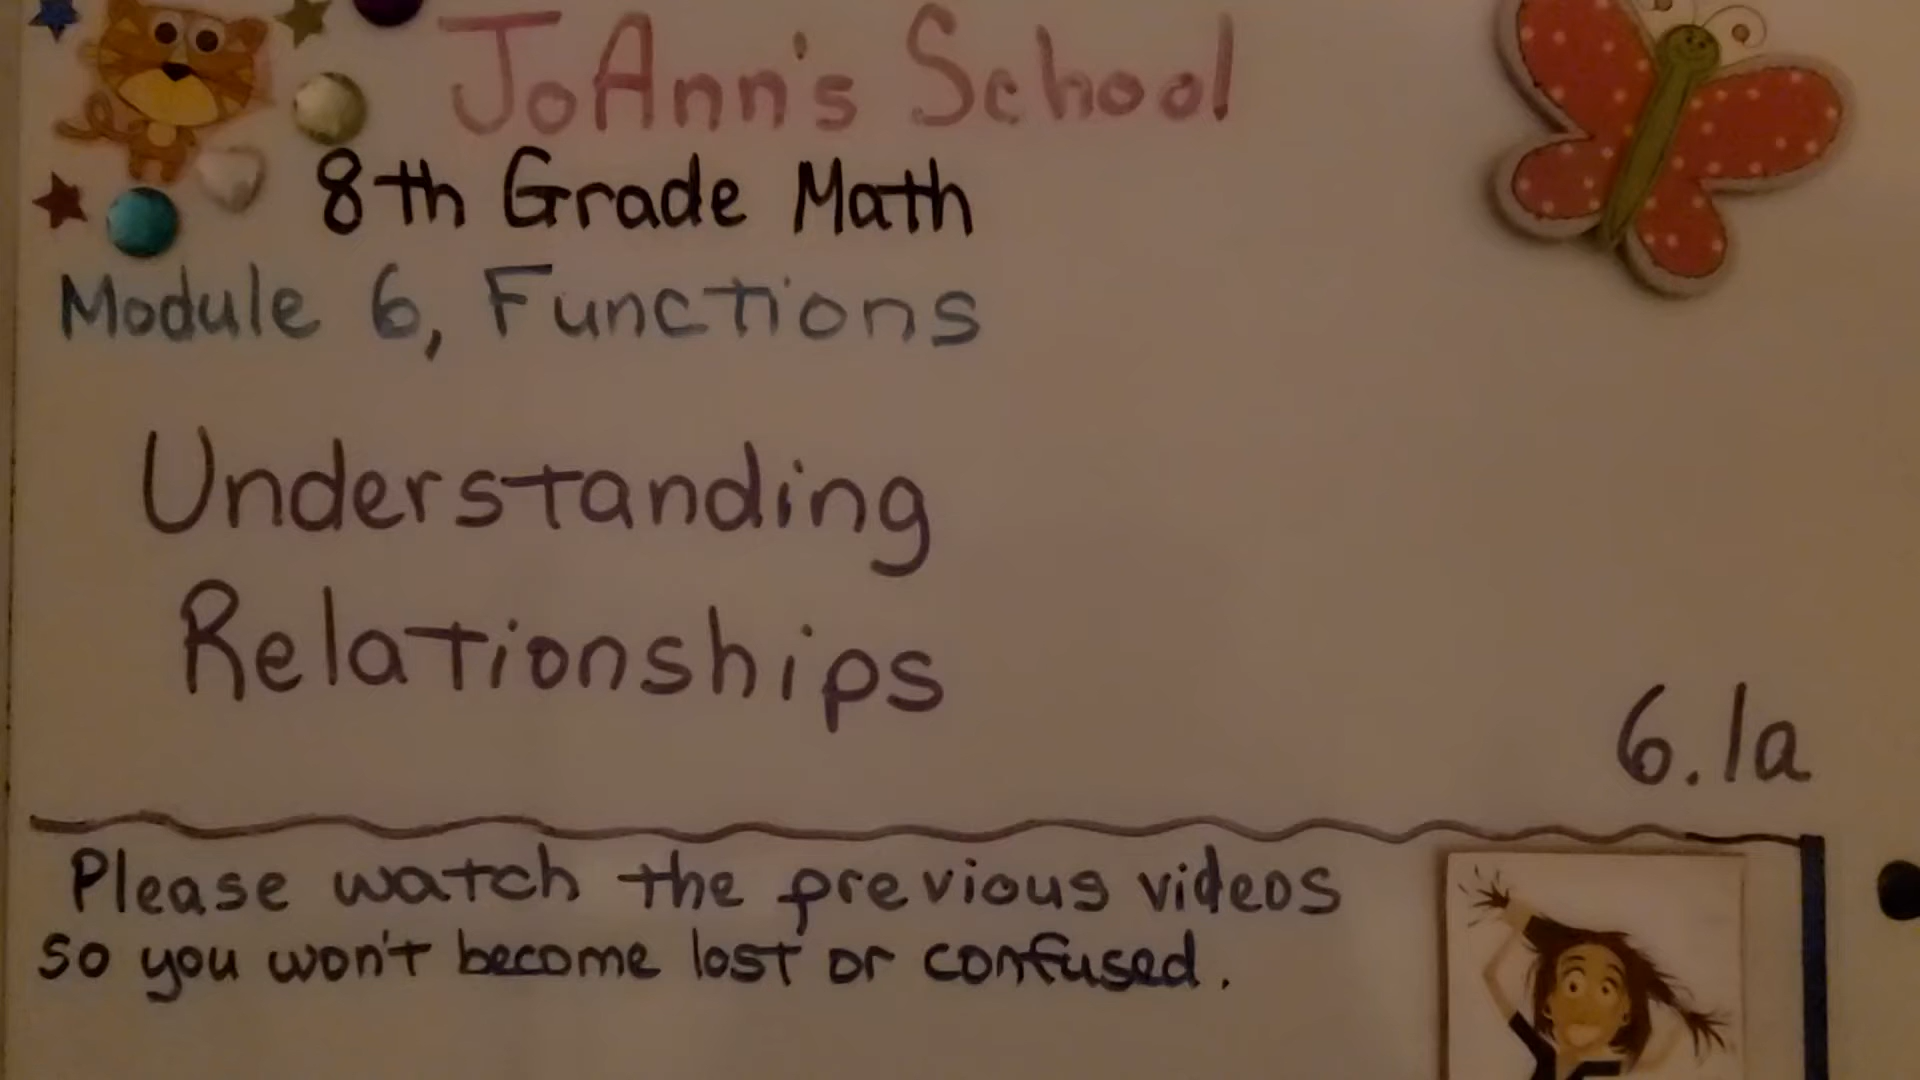 JoAnn's School
8th Grade Math
Module 6, Functions
Understanding
Relationships
6.1a
Please watch the previous videos
so you won't become lost or confused.